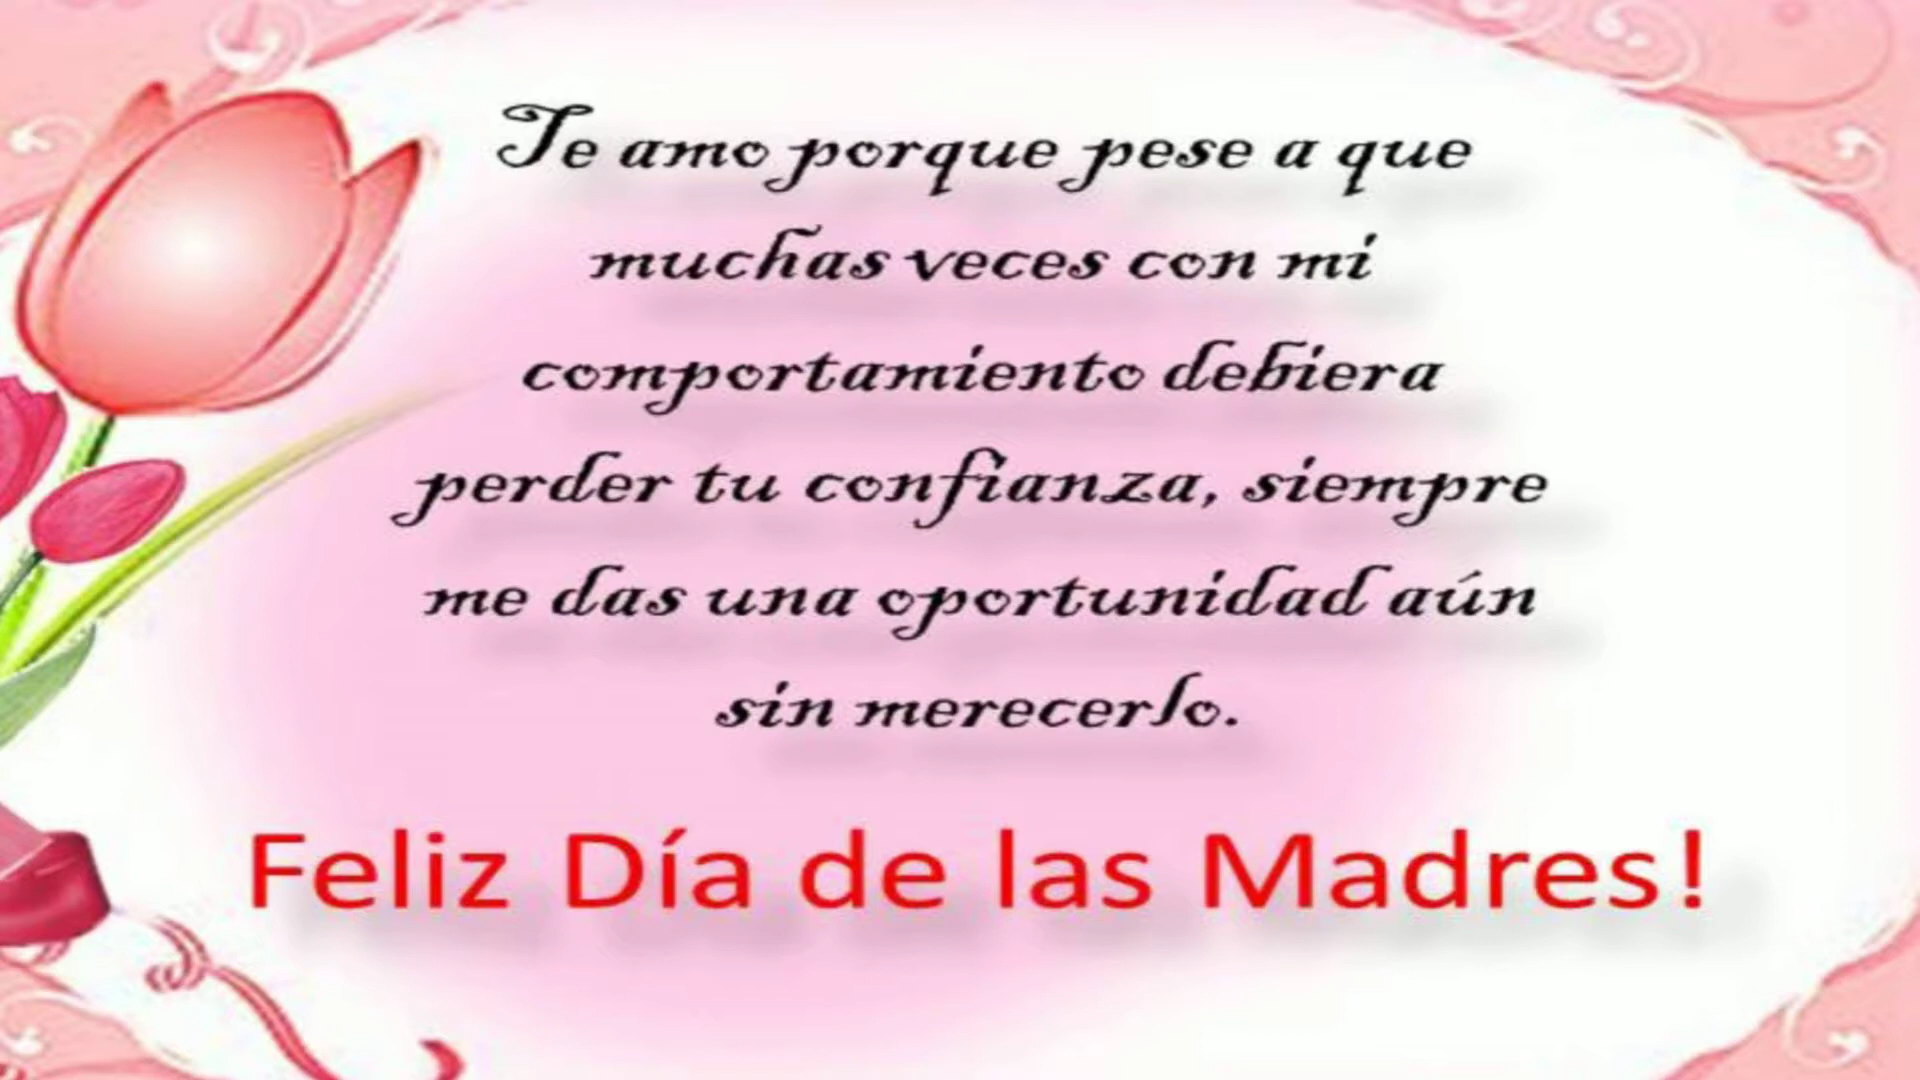 Te amo porque pese a que
muchas veces con mi
comportamiento debiera
perder tu confianza, siempre
me das una oportunidad aún
sin merecerlo.
Feliz Día de las Madres!